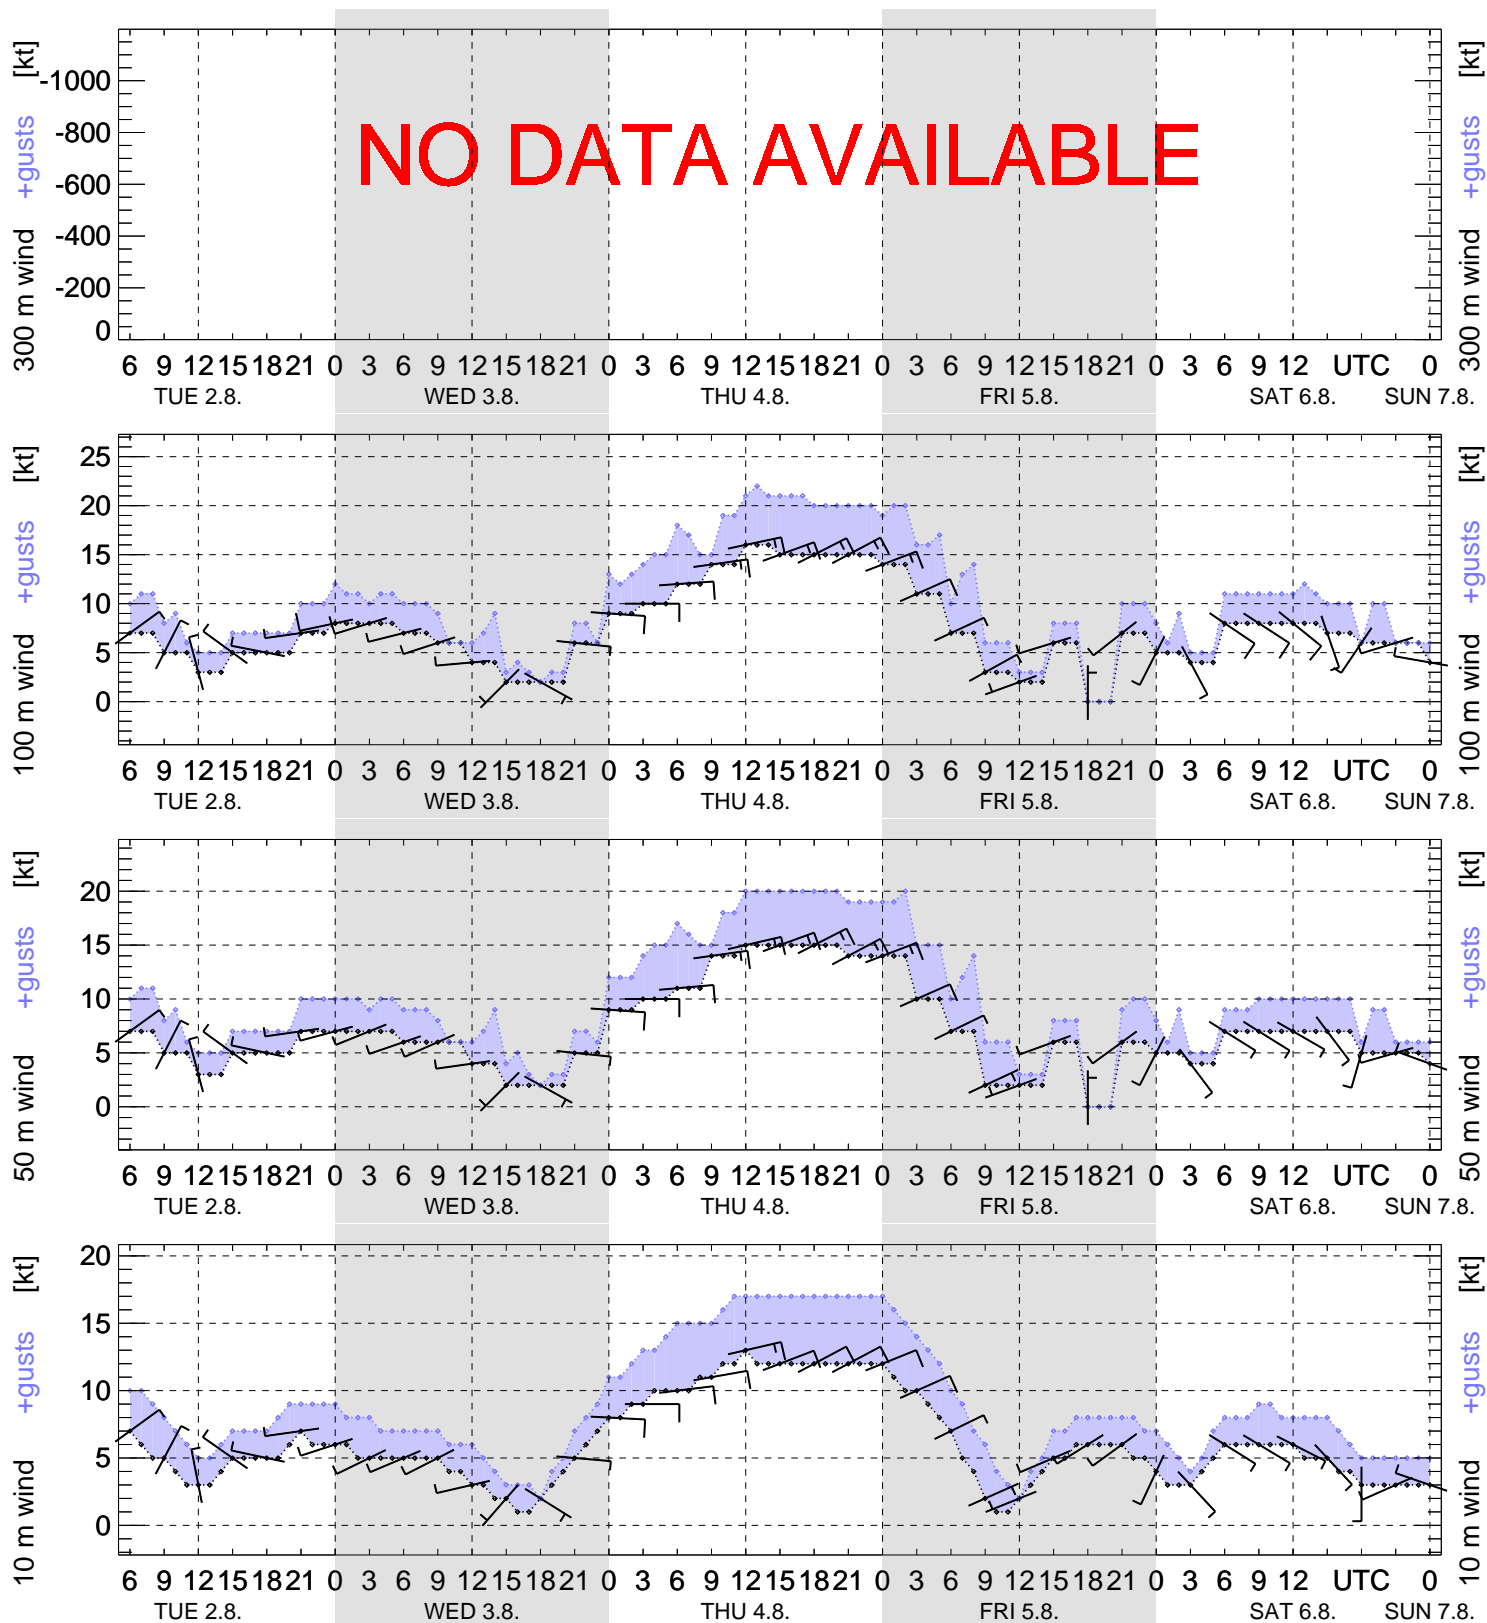 300 m wind +gusts [kt]
-1000
-800
-600
-400
-200
0
NO DATA AVAILABLE
300 m wind +gusts [kt]
6 9 12 15 18 21 0 3 6 9 12 15 18 21 0 3 6 9 12 15 18 21 0 3 6 9 12 15 18 21 0 3 6 9 12 UTC 0
TUE 2.8. WED 3.8. THU 4.8. FRI 5.8. SAT 6.8. SUN 7.8.
100 m wind +gusts [kt]
25
20
15
10
5
0
100 m wind +gusts [kt]
6 9 12 15 18 21 0 3 6 9 12 15 18 21 0 3 6 9 12 15 18 21 0 3 6 9 12 15 18 21 0 3 6 9 12 UTC 0
TUE 2.8. WED 3.8. THU 4.8. FRI 5.8. SAT 6.8. SUN 7.8.
50 m wind +gusts [kt]
20
15
10
5
0
50 m wind +gusts [kt]
6 9 12 15 18 21 0 3 6 9 12 15 18 21 0 3 6 9 12 15 18 21 0 3 6 9 12 15 18 21 0 3 6 9 12 UTC 0
TUE 2.8. WED 3.8. THU 4.8. FRI 5.8. SAT 6.8. SUN 7.8.
10 m wind +gusts [kt]
20
15
10
5
0
10 m wind +gusts [kt]
6 9 12 15 18 21 0 3 6 9 12 15 18 21 0 3 6 9 12 15 18 21 0 3 6 9 12 15 18 21 0 3 6 9 12 UTC 0
TUE 2.8. WED 3.8. THU 4.8. FRI 5.8. SAT 6.8. SUN 7.8.